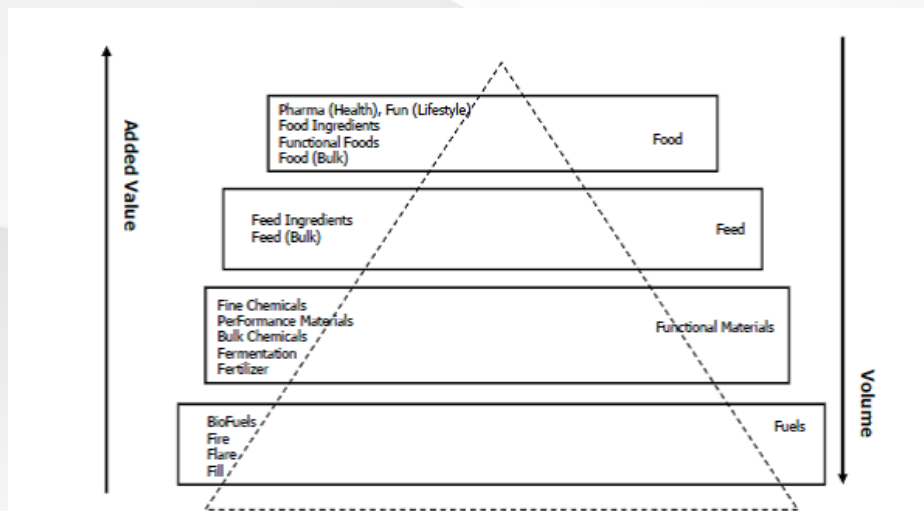 Added Value
Pharma (Health), Fun (Lifestyle)
Food Ingredients
Functional Foods
Food (Bulk)
Food
Feed Ingredients
Feed (Bulk)
Feed
Fine Chemicals
PerFormance Materials
Bulk Chemicals
Fermentation
Fertilizer
Functional Materials
BioFuels
Fire
Flare
Fill
Fuels
Volume